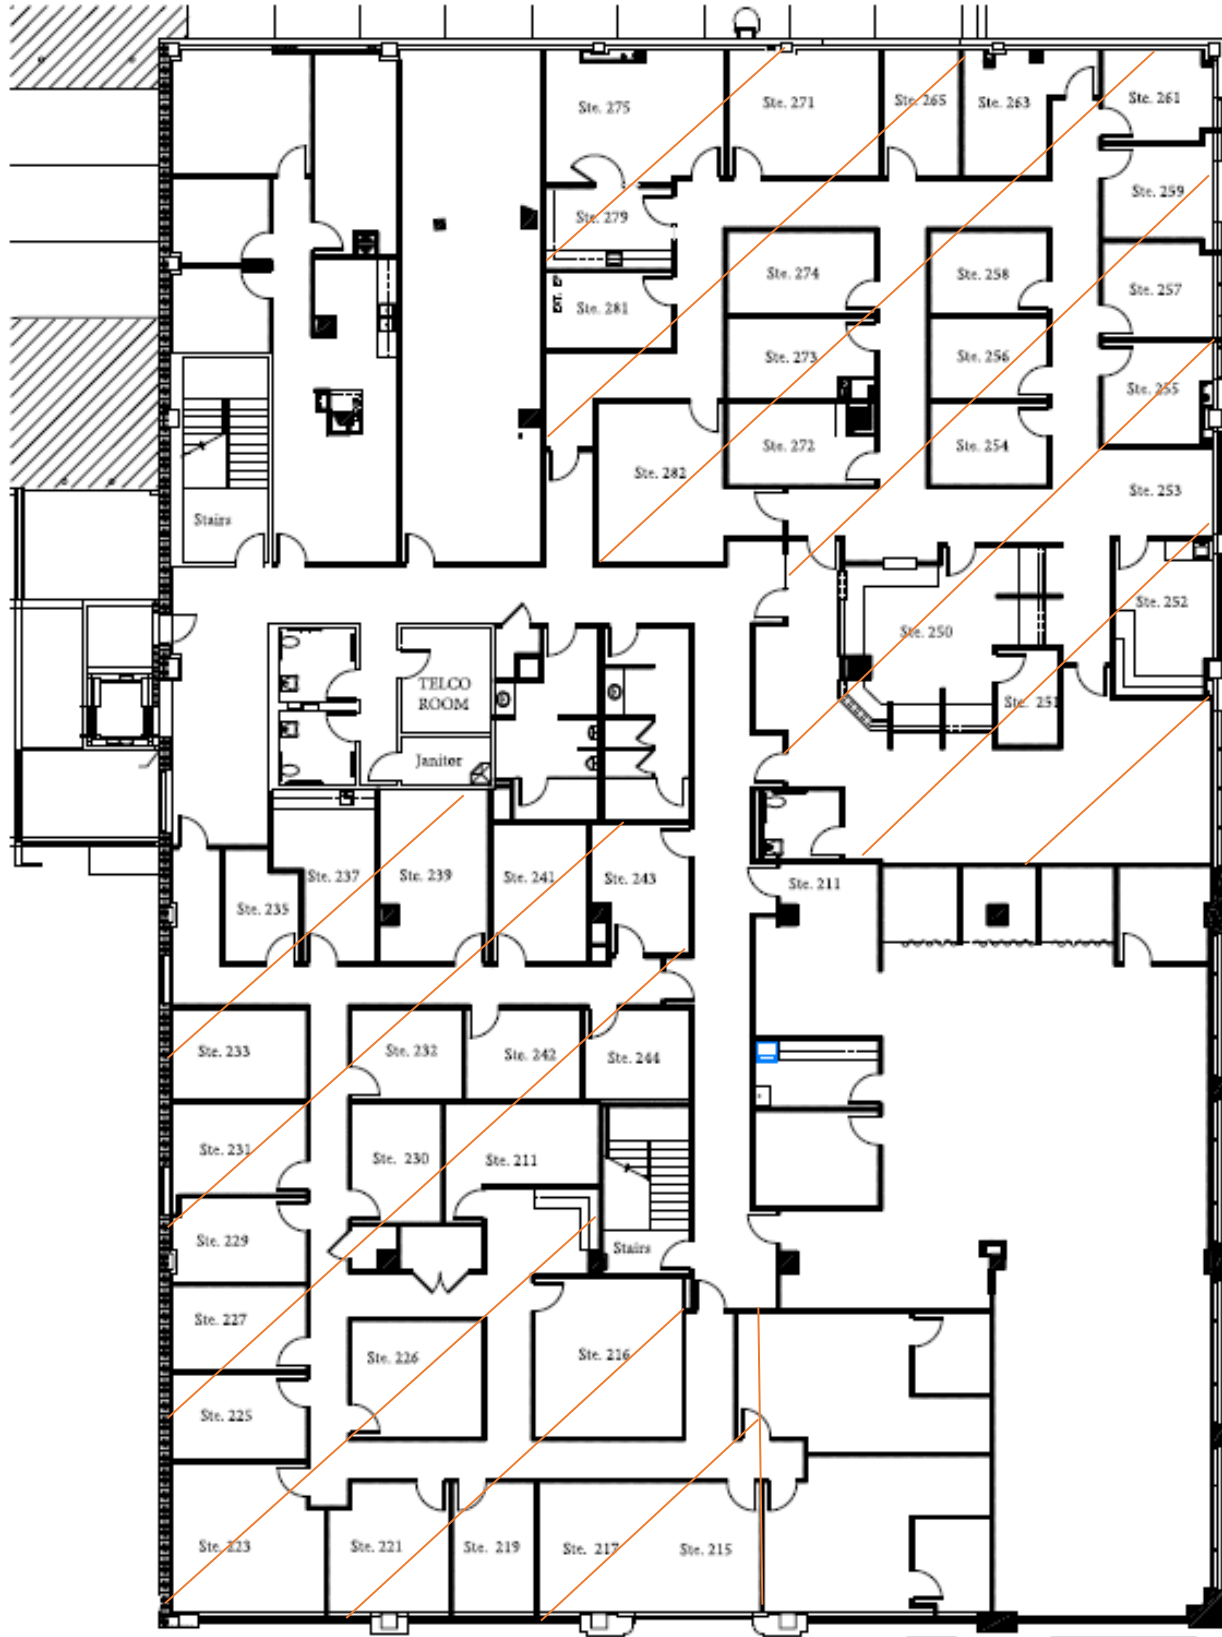 Ste. 275
Ste. 271
Ste. 265
Ste. 263
Ste. 261
Ste. 259
Ste. 279
Ste. 274
Ste. 258
Ste. 257
EXT. EP
Ste. 281
Ste. 273
Ste. 256
Ste. 255
Ste. 272
Ste. 254
Ste. 282
Ste. 253
Stairs
Ste. 252
Ste. 250
TELCO
ROOM
Ste. 251
Janitor
Ste. 237
Ste. 239
Ste. 241
Ste. 243
Ste. 211
Ste. 235
Ste. 233
Ste. 232
Ste. 242
Ste. 244
Ste. 231
Ste. 230
Ste. 211
Ste. 229
Stairs
Ste. 227
Ste. 226
Ste. 216
Ste. 225
Ste. 223
Ste. 221
Ste. 219
Ste. 217
Ste. 215